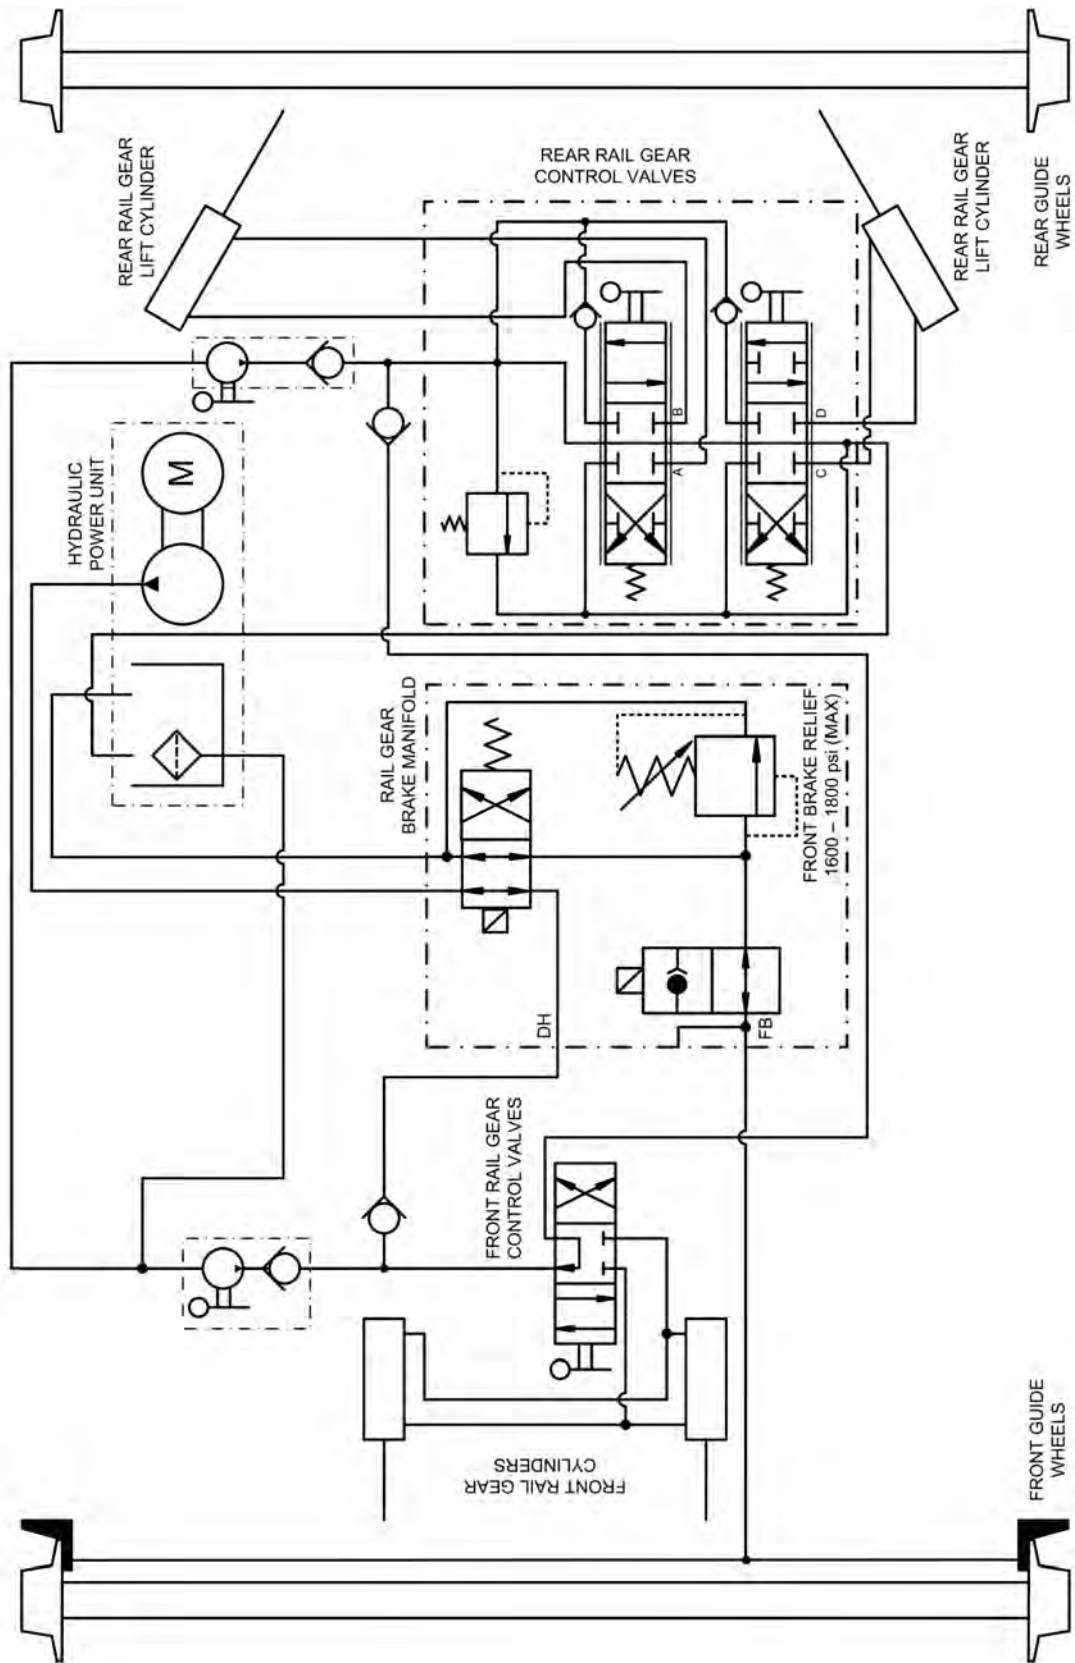 REAR RAIL GEAR
LIFT CYLINDER
REAR RAIL GEAR
CONTROL VALVES
REAR RAIL GEAR
LIFT CYLINDER
REAR GUIDE
WHEELS
HYDRAULIC
POWER UNIT
M
A
B
C
D
RAIL GEAR
BRAKE MANIFOLD
FRONT BRAKE RELIEF
1600 – 1800 psi (MAX)
DH
FB
FRONT RAIL GEAR
CONTROL VALVES
FRONT RAIL GEAR
CYLINDERS
FRONT GUIDE
WHEELS